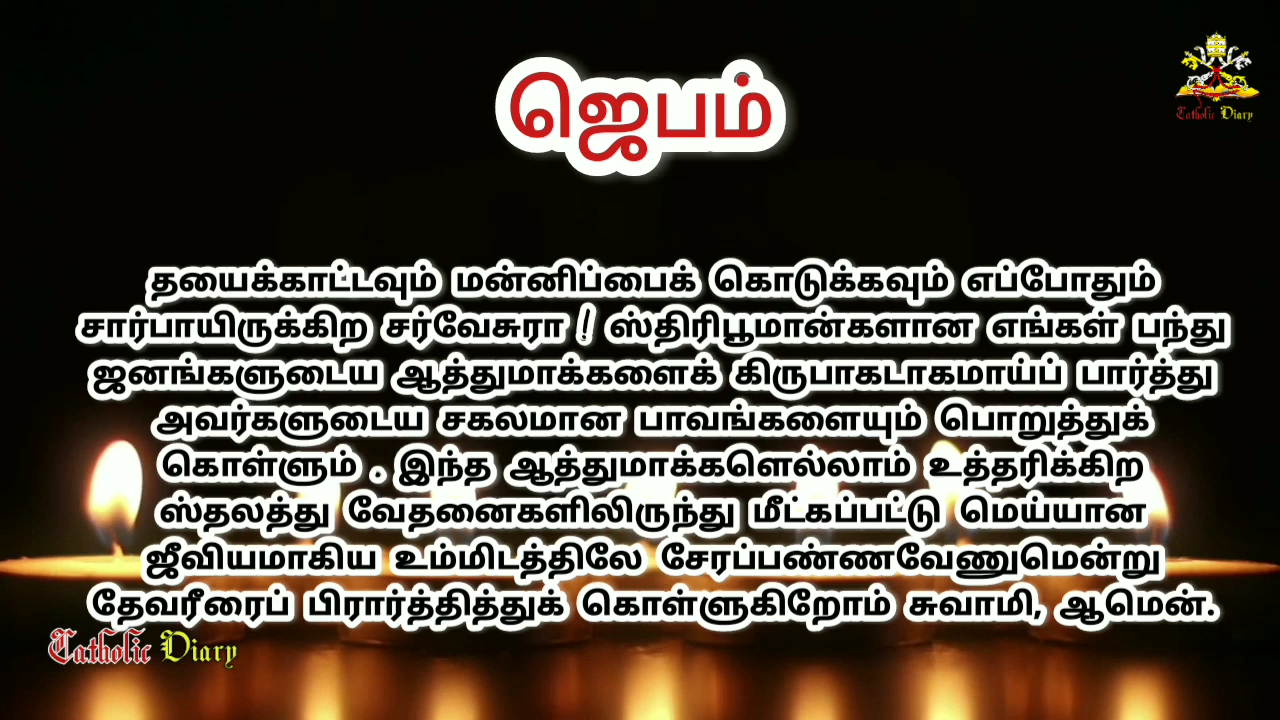 ஜெபம்
Catholic Diary
தயைக்காட்டவும் மன்னிப்பைக் கொடுக்கவும் எப்போதும்
சார்பாயிருக்கிற சர்வேசுரா ! ஸ்திரிபூமான்களான எங்கள் பந்து
ஜனங்களுடைய ஆத்துமாக்களைக் கிருபாகடாகமாய்ப் பார்த்து
அவர்களுடைய சகலமான பாவங்களையும் பொறுத்துக்
கொள்ளும் . இந்த ஆத்துமாக்களெல்லாம் உத்தரிக்கிற
ஸ்தலத்து வேதனைகளிலிருந்து மீட்கப்பட்டு மெய்யான
ஜீவியமாகிய உம்மிடத்திலே சேரப்பண்ணவேணுமென்று
தேவரீரைப் பிரார்த்தித்துக் கொள்ளுகிறோம் சுவாமி, ஆமென்.
Catholic Diary